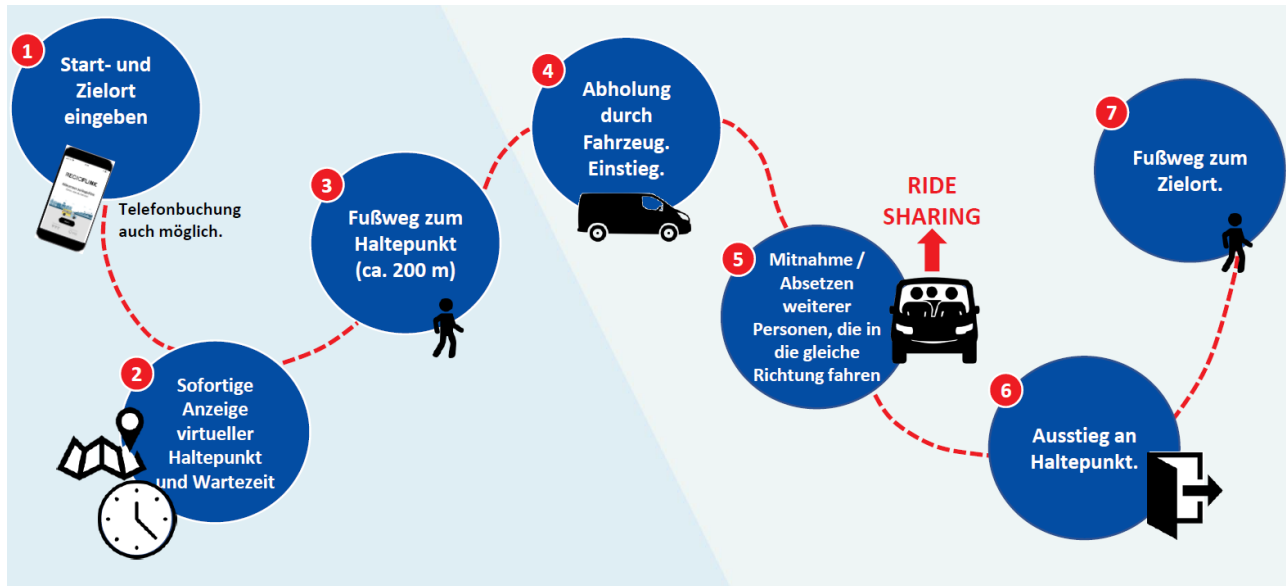 1
Start- und
Zielort
eingeben
Telefonbuchung
auch möglich.
2
Sofortige
Anzeige
virtueller
Haltepunkt
und Wartezeit
3
Fußweg zum
Haltepunkt
(ca. 200 m)
4
Abholung
durch
Fahrzeug.
Einstieg.
5
Mitnahme /
Absetzen
weiterer
Personen, die in
die gleiche
Richtung fahren
RIDE
SHARING
6
Ausstieg an
Haltepunkt.
7
Fußweg zum
Zielort.